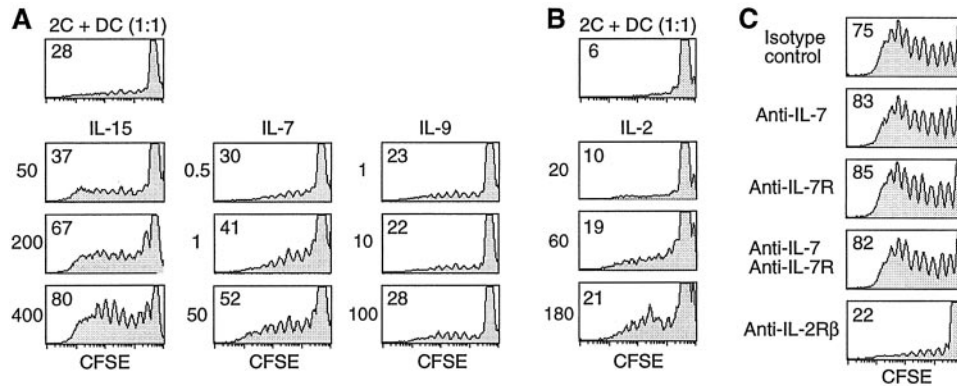 A
2C + DC (1:1)
28
IL-15
IL-7
IL-9
50
37
0.5
30
1
23
200
67
1
41
10
22
400
80
50
52
100
28
CFSE
CFSE
CFSE
B
2C + DC (1:1)
6
IL-2
20
10
60
19
180
21
CFSE
C
Isotype
control
75
Anti-IL-7
83
Anti-IL-7R
85
Anti-IL-7
Anti-IL-7R
82
Anti-IL-2Rβ
22
CFSE